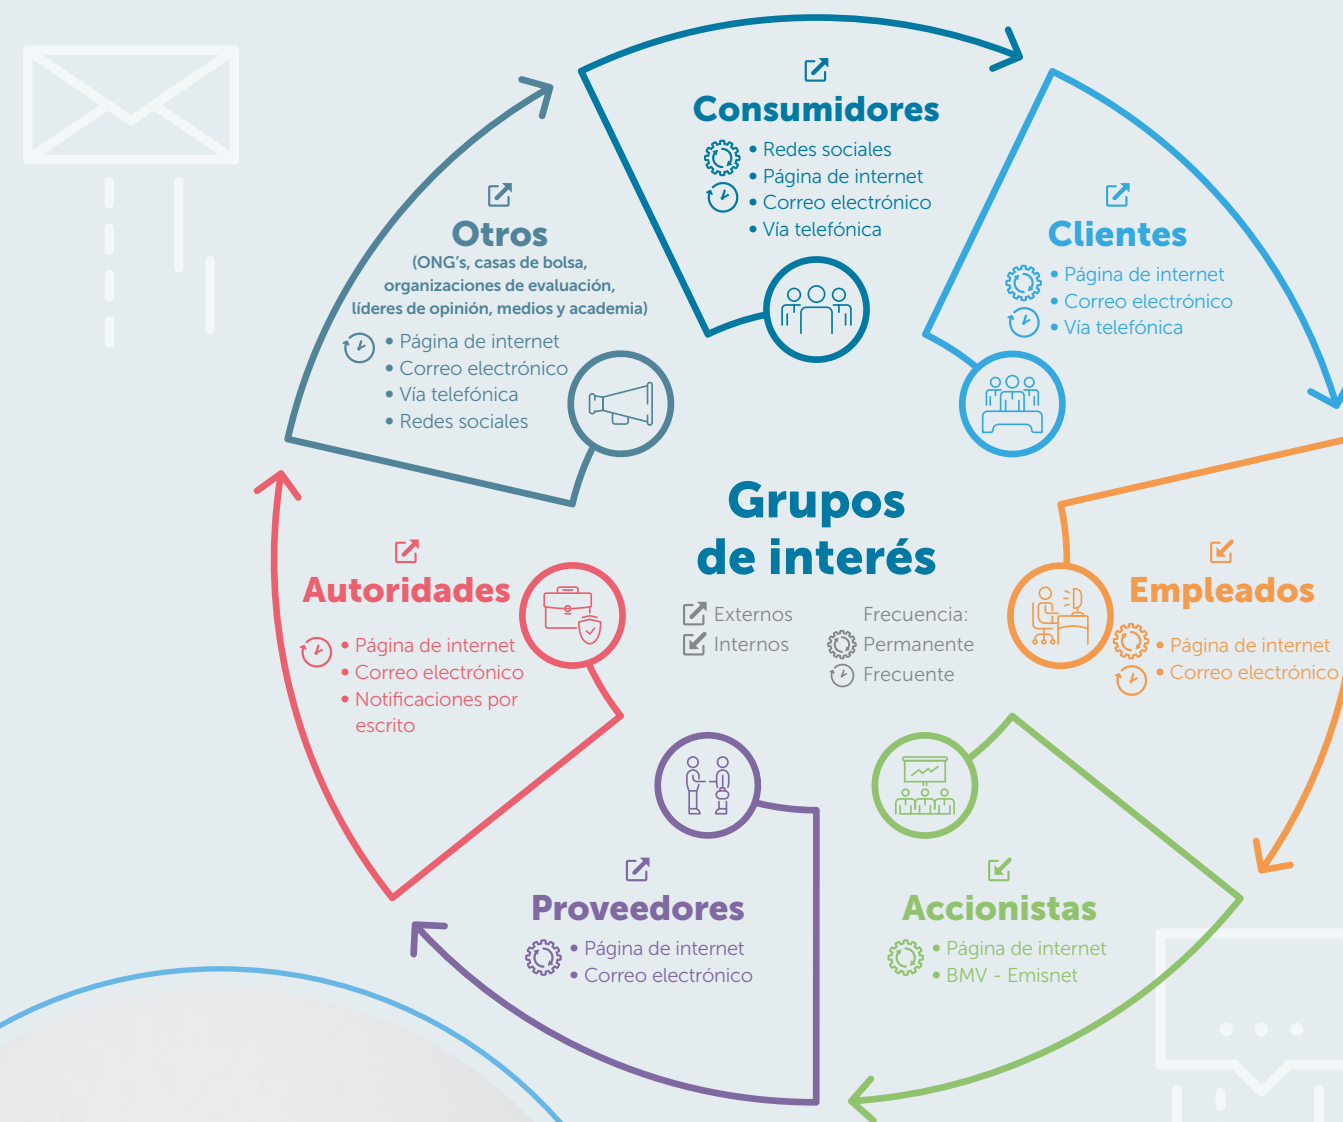 Consumidores
• Redes sociales
• Página de internet
• Correo electrónico
• Vía telefónica
Clientes
• Página de internet
• Correo electrónico
• Vía telefónica
Otros
(ONG's, casas de bolsa,
organizaciones de evaluación,
líderes de opinión, medios y academia)
• Página de internet
• Correo electrónico
• Vía telefónica
• Redes sociales
Grupos
de interés
Externos
Internos
Frecuencia:
Permanente
Frecuente
Autoridades
• Página de internet
• Correo electrónico
• Notificaciones por
escrito
Empleados
• Página de internet
• Correo electrónico
Proveedores
• Página de internet
• Correo electrónico
Accionistas
• Página de internet
• BMV - Emisnet